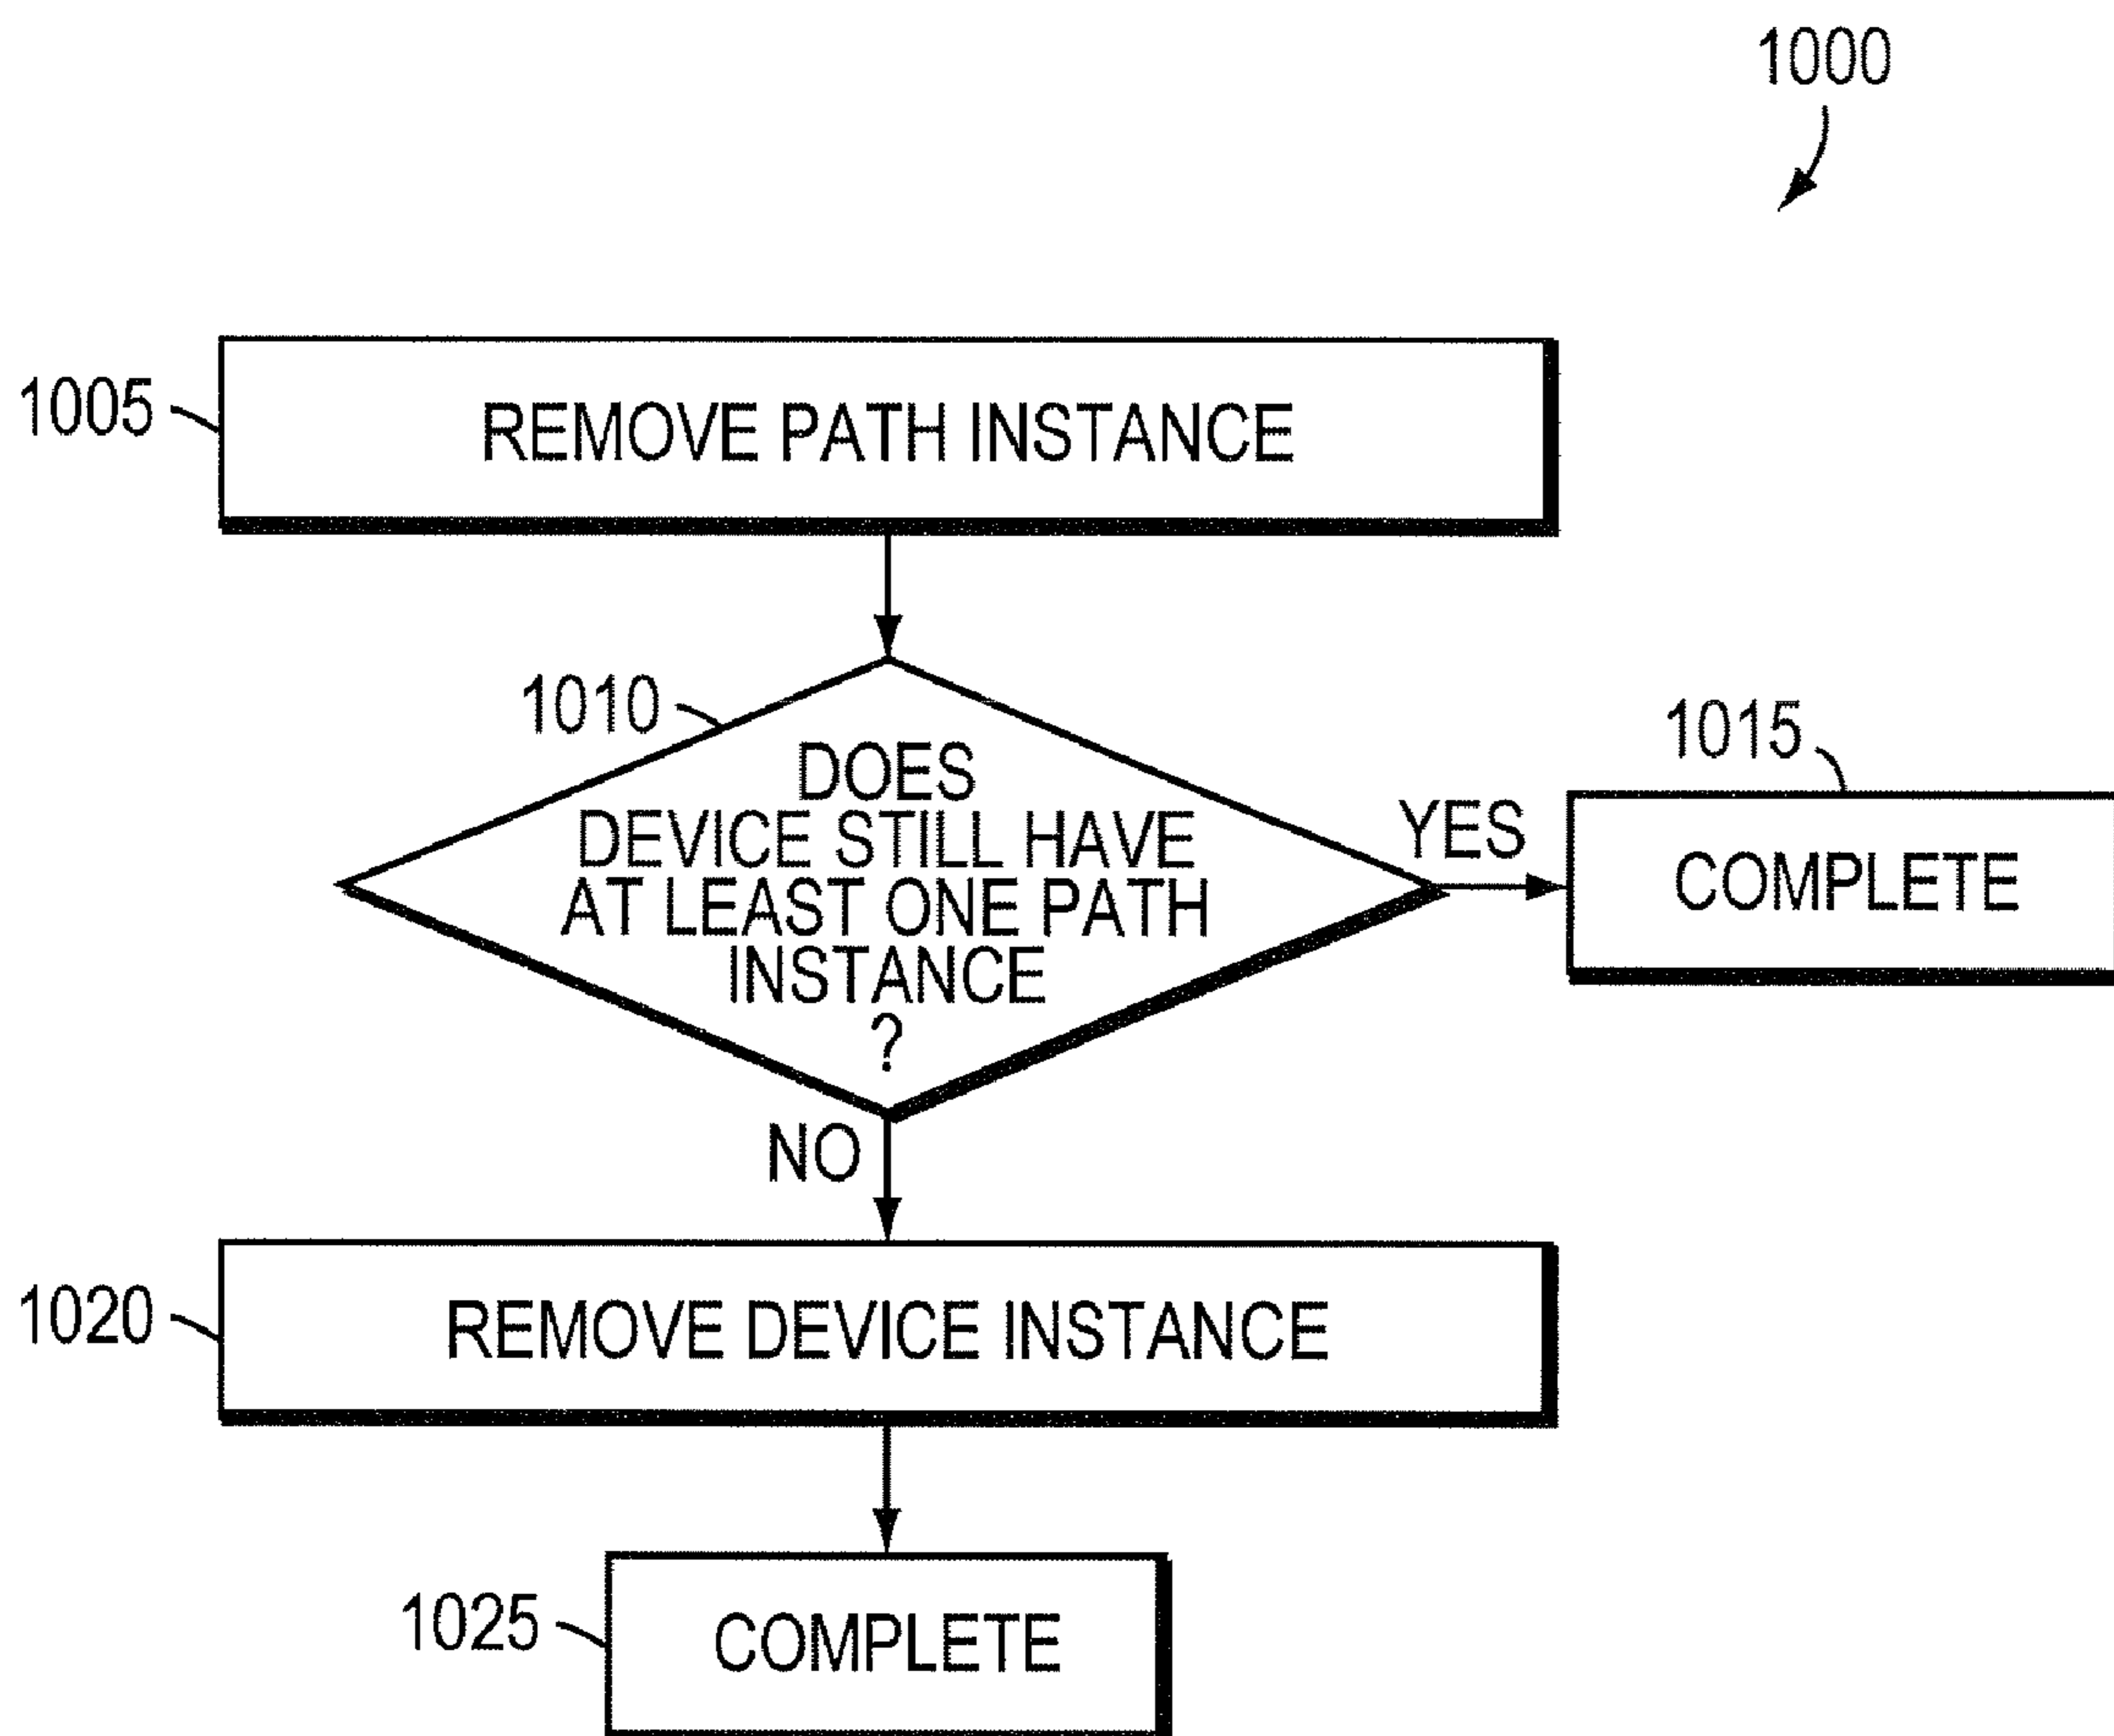 1000
1005
REMOVE PATH INSTANCE
1010
DOES
DEVICE STILL HAVE
AT LEAST ONE PATH
INSTANCE
?
YES
1015
COMPLETE
NO
1020
REMOVE DEVICE INSTANCE
1025
COMPLETE